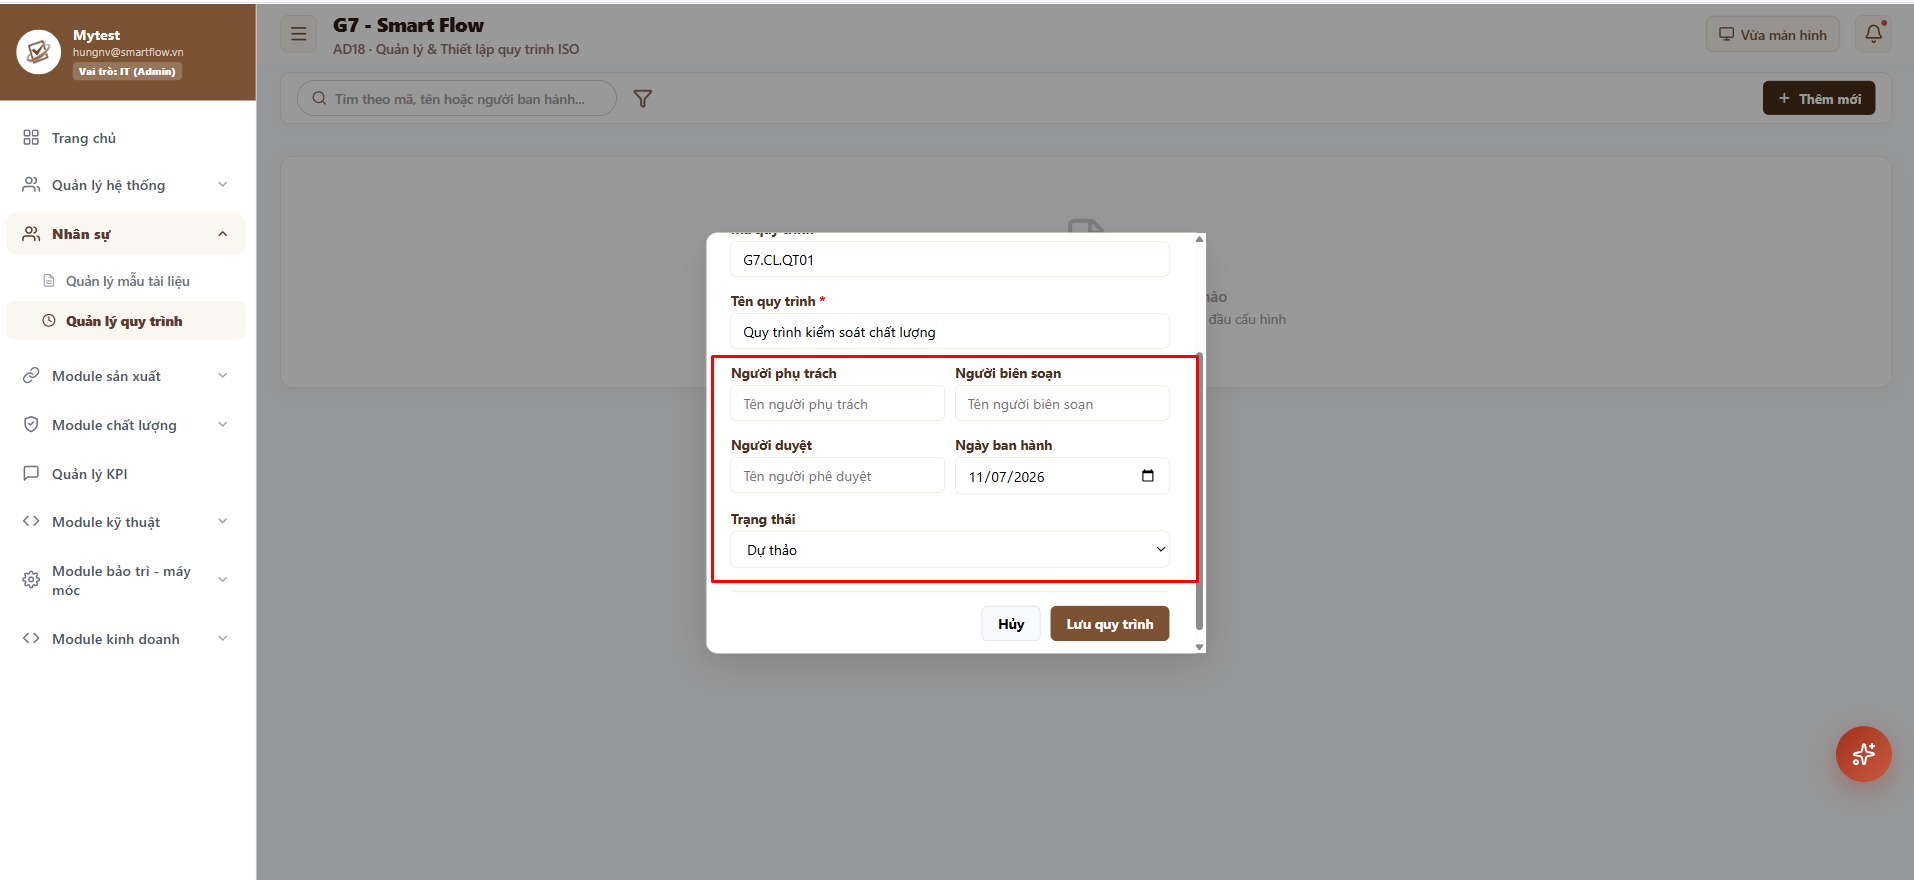 Mytest
hungnv@smartflow.vn
Vai trò: IT (Admin)
G7 - Smart Flow
AD18 · Quản lý & Thiết lập quy trình ISO
Vừa màn hình
Tìm theo mã, tên hoặc người ban hành...
+ Thêm mới
Trang chủ
Quản lý hệ thống
Nhân sự
Quản lý mẫu tài liệu
Quản lý quy trình
Module sản xuất
Module chất lượng
Quản lý KPI
Module kỹ thuật
Module bảo trì - máy
móc
Module kinh doanh
G7.CL.QT01
Tên quy trình *
Quy trình kiểm soát chất lượng
Người phụ trách
Người biên soạn
Tên người phụ trách
Tên người biên soạn
Người duyệt
Ngày ban hành
Tên người phê duyệt
11/07/2026
Trạng thái
Dự thảo
Hủy
Lưu quy trình
đầu cấu hình